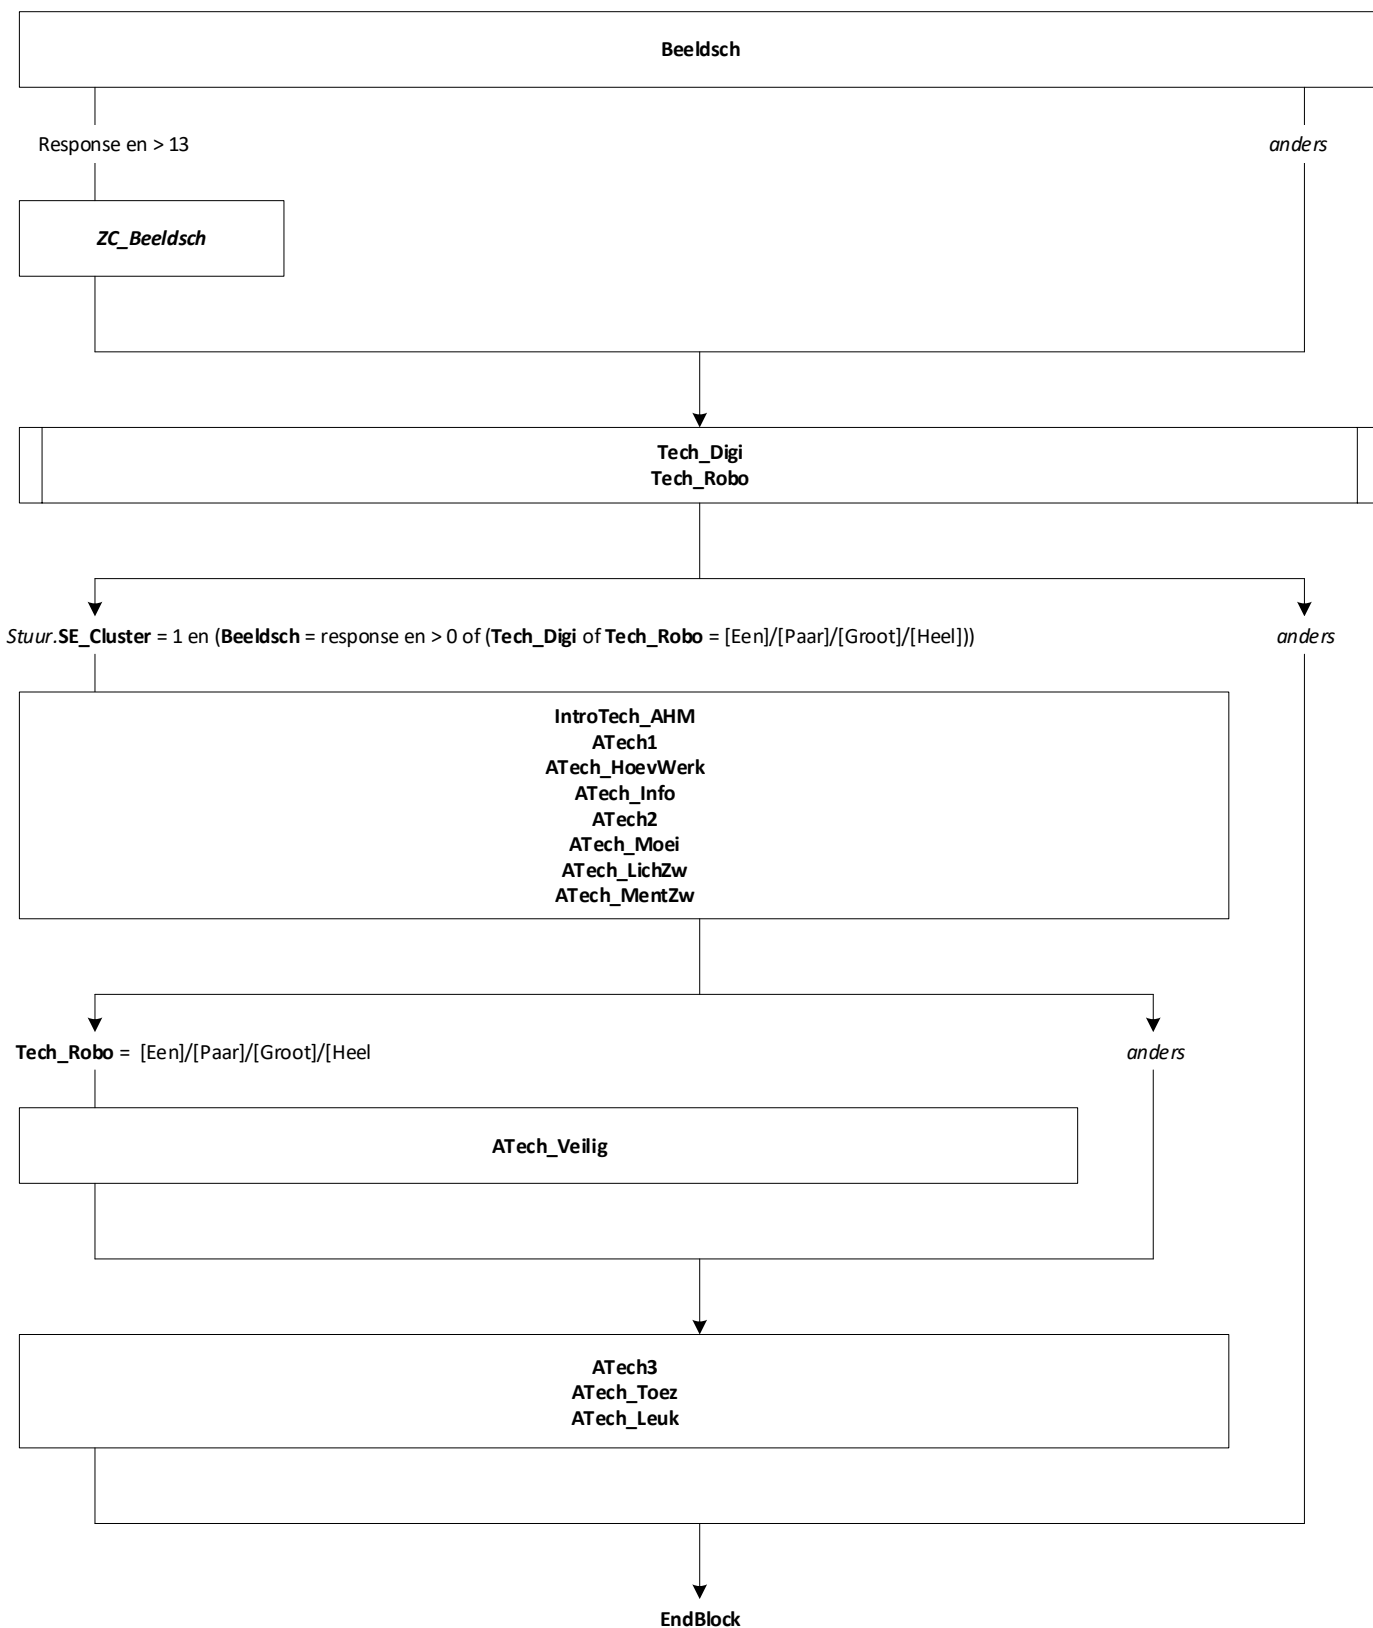 Beeldsch
Response en > 13
anders
ZC_Beeldsch
Tech_Digi
Tech_Robo
Stuur.SE_Cluster = 1 en (Beeldsch = response en > 0 of (Tech_Digi of Tech_Robo = [Een]/[Paar]/[Groot]/[Heel]))
anders
IntroTech_AHM
ATech1
ATech_HoevWerk
ATech_Info
ATech2
ATech_Moei
ATech_LichZw
ATech_MentZw
Tech_Robo = [Een]/[Paar]/[Groot]/[Heel
anders
ATech_Veilig
ATech3
ATech_Toez
ATech_Leuk
EndBlock